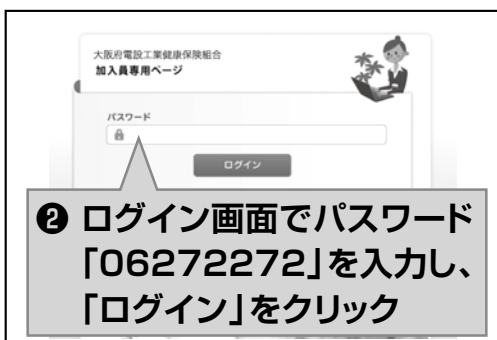 大阪府電設工業健康保険組合
加入員専用ページ
パスワード
ログイン
❷ ログイン画面でパスワード
「06272272」を入力し、
「ログイン」をクリック